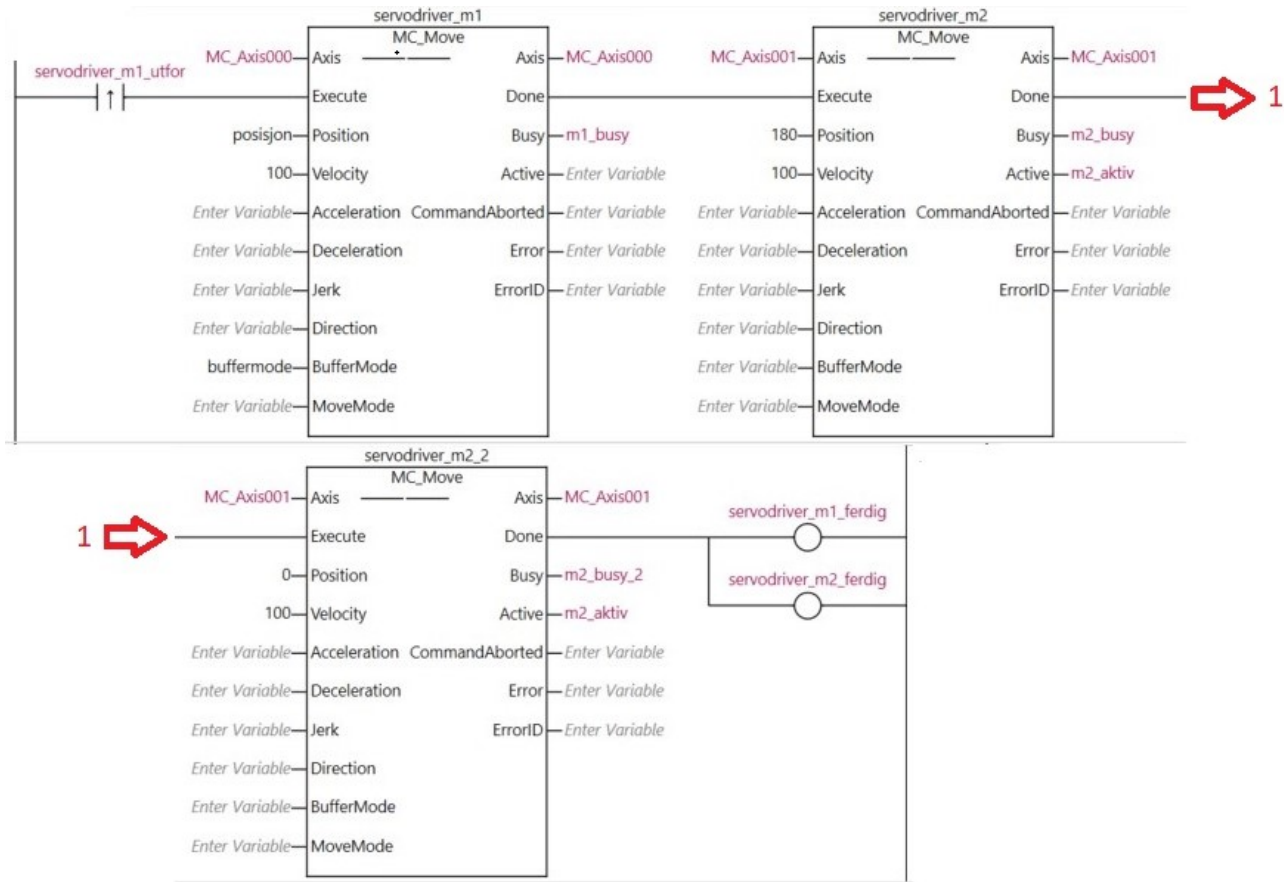 servodriver_m1 servodriver_m2
MC_Move MC_Move
MC_Axis000 Axis Axis MC_Axis000 MC_Axis001 Axis Axis MC_Axis001
servodriver_m1_utfor
Execute Done Execute Done 1
posisjon Position Busy m1_busy 180 Position Busy m2_busy
100 Velocity Active Enter Variable 100 Velocity Active m2_aktiv
Enter Variable Acceleration CommandAborted Enter Variable Enter Variable Acceleration CommandAborted Enter Variable
Enter Variable Deceleration Error Enter Variable Enter Variable Deceleration Error Enter Variable
Enter Variable Jerk ErrorID Enter Variable Enter Variable Jerk ErrorID Enter Variable
Enter Variable Direction Enter Variable Direction
buffermode BufferMode Enter Variable BufferMode
Enter Variable MoveMode Enter Variable MoveMode
servodriver_m2_2
MC_Move
MC_Axis001 Axis Axis MC_Axis001
servodriver_m1_ferdig
1 Execute Done
0 Position Busy m2_busy_2 servodriver_m2_ferdig
100 Velocity Active m2_aktiv
Enter Variable Acceleration CommandAborted Enter Variable
Enter Variable Deceleration Error Enter Variable
Enter Variable Jerk ErrorID Enter Variable
Enter Variable Direction
Enter Variable BufferMode
Enter Variable MoveMode